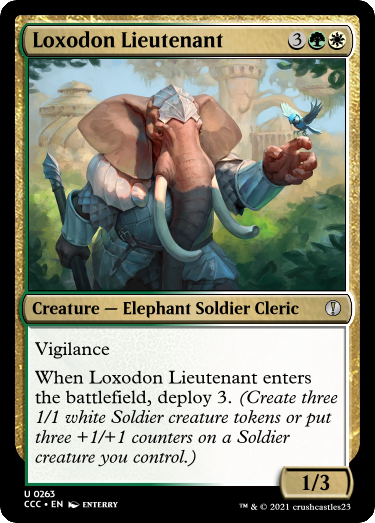 Loxodon Lieutenant 3
Creature — Elephant Soldier Cleric
Vigilance
When Loxodon Lieutenant enters
the battlefield, deploy 3. (Create three
1/1 white Soldier creature tokens or put
three +1/+1 counters on a Soldier
creature you control.)
1/3
U 0263
CCC • EN ENTERRY
™ & © 2021 crushcastles23